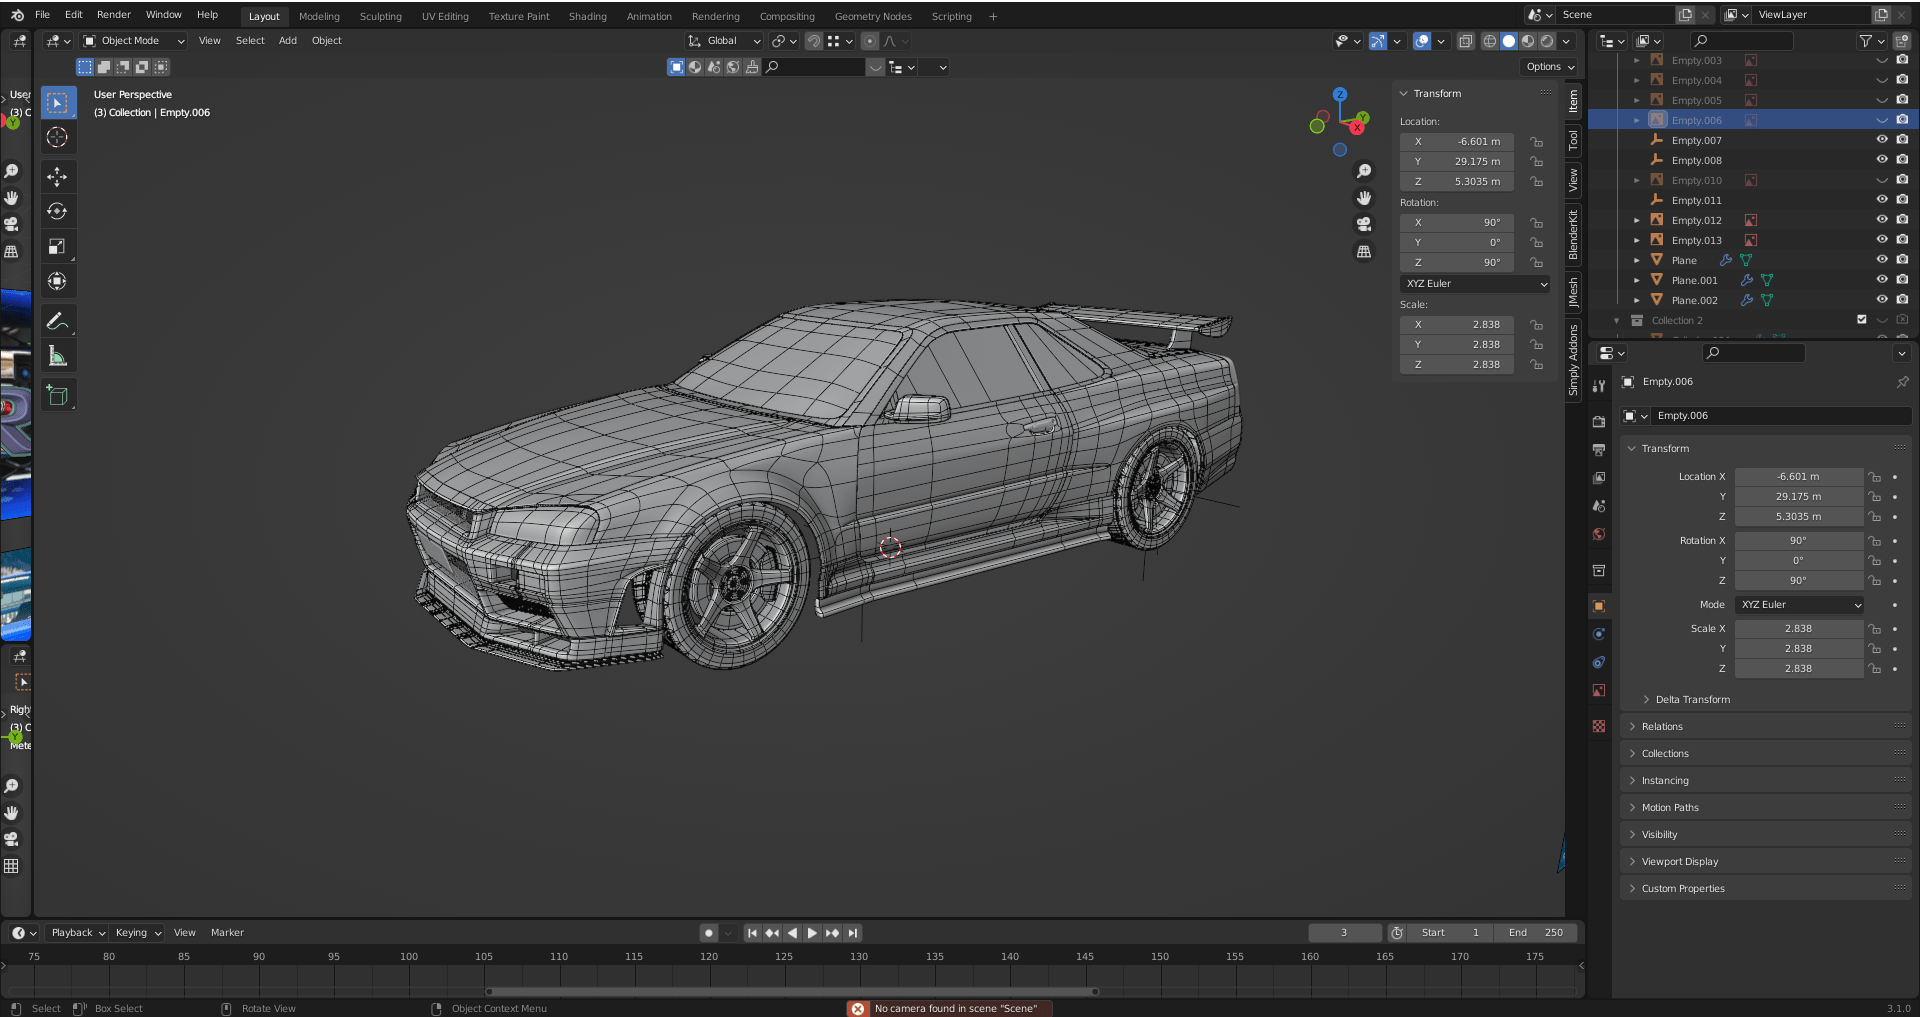 File Edit Render Window Help Layout Modeling Sculpting UV Editing Texture Paint Shading Animation Rendering Compositing Geometry Nodes Scripting + Scene ViewLayer
Object Mode View Select Add Object Global
Options
User Perspective
(3) Collection | Empty.006
User
(3) C
Y
Z
Y
X
Transform
Location:
X -6.601 m
Y 29.175 m
Z 5.3035 m
Rotation:
X 90°
Y 0°
Z 90°
XYZ Euler
Scale:
X 2.838
Y 2.838
Z 2.838
Item
Tool
View
BlenderKit
JMesh
Simply Addons
Empty.003
Empty.004
Empty.005
Empty.006
Empty.007
Empty.008
Empty.010
Empty.011
Empty.012
Empty.013
Plane
Plane.001
Plane.002
Collection 2
Empty.006
Empty.006
Transform
Location X -6.601 m
Y 29.175 m
Z 5.3035 m
Rotation X 90°
Y 0°
Z 90°
Mode XYZ Euler
Scale X 2.838
Y 2.838
Z 2.838
Delta Transform
Relations
Collections
Instancing
Motion Paths
Visibility
Viewport Display
Custom Properties
Righ
(3) C
Y
Mete
Playback Keying View Marker 3 Start 1 End 250
75 80 85 90 95 100 105 110 115 120 125 130 135 140 145 150 155 160 165 170 175
Select Box Select Rotate View Object Context Menu No camera found in scene "Scene" 3.1.0